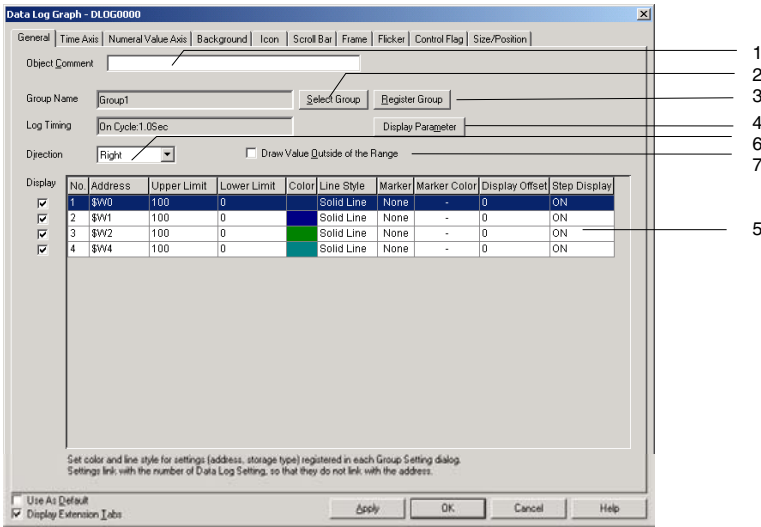 Data Log Graph - DLOG0000
General Time Axis Numeral Value Axis Background Icon Scroll Bar Frame Flicker Control Flag Size/Position
Object Comment
1
2
Group Name Group1 Select Group Register Group
3
Log Timing On Cycle:1.0Sec Display Parameter
4
6
Direction Right Draw Value Outside of the Range
7
Display No. Address Upper Limit Lower Limit Color Line Style Marker Marker Color Display Offset Step Display
1 $W0 100 0 Solid Line None - 0 ON
2 $W1 100 0 Solid Line None - 0 ON
3 $W2 100 0 Solid Line None - 0 ON
5
4 $W4 100 0 Solid Line None - 0 ON
Set color and line style for settings (address, storage type) registered in each Group Setting dialog.
Settings link with the number of Data Log Setting, so that they do not link with the address.
Use As Default
Display Extension Tabs
Apply OK Cancel Help